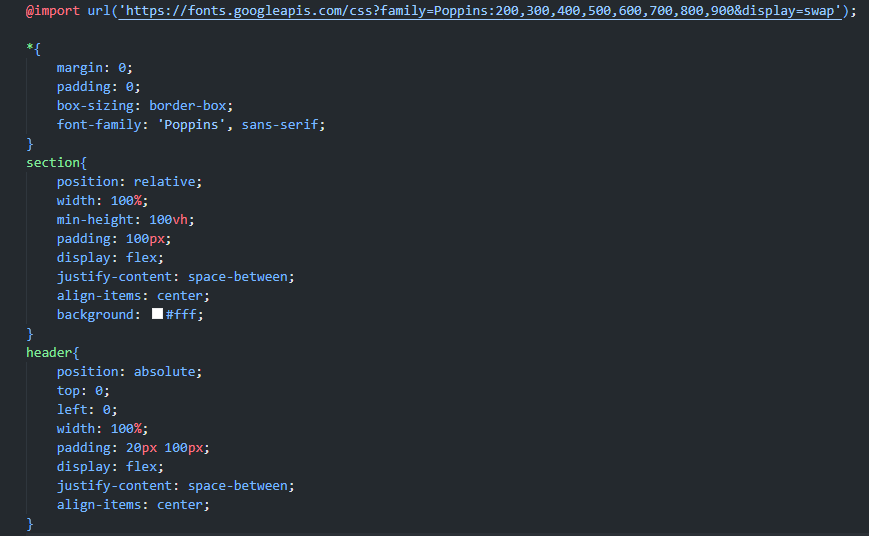 @import url('https://fonts.googleapis.com/css?family=Poppins:200,300,400,500,600,700,800,900&display=swap');
*{
margin: 0;
padding: 0;
box-sizing: border-box;
font-family: 'Poppins', sans-serif;
}
section{
position: relative;
width: 100%;
min-height: 100vh;
padding: 100px;
display: flex;
justify-content: space-between;
align-items: center;
background: #fff;
}
header{
position: absolute;
top: 0;
left: 0;
width: 100%;
padding: 20px 100px;
display: flex;
justify-content: space-between;
align-items: center;
}